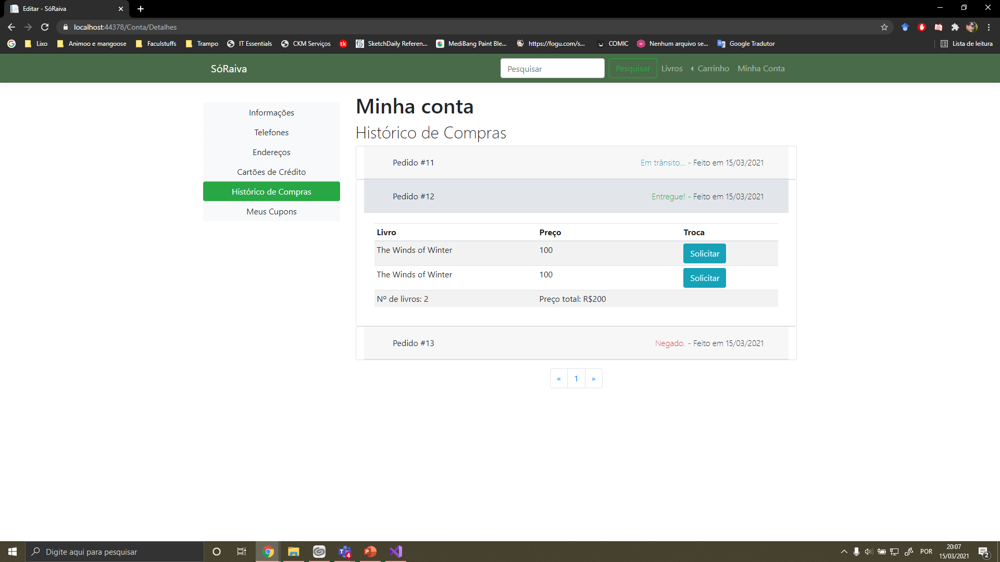 Editar - SóRaiva
localhost:44378/Conta/Detalhes
Lixo
Animoo e mangoose
Faculstuffs
Trampo
IT Essentials
CKM Serviços
tk
SketchDaily Referen...
MediBang Paint Ble...
https://fogu.com/s...
COMIC
Nenhum arquivo se...
Google Tradutor
Lista de leitura
SóRaiva
Pesquisar
Pesquisar
Livros
Carrinho
Minha Conta
Informações
Telefones
Endereços
Cartões de Crédito
Histórico de Compras
Meus Cupons
Minha conta
Histórico de Compras
Pedido #11 Em trânsito... - Feito em 15/03/2021
Pedido #12 Entregue! - Feito em 15/03/2021
Livro Preço Troca
The Winds of Winter 100 Solicitar
The Winds of Winter 100 Solicitar
Nº de livros: 2 Preço total: R$200
Pedido #13 Negado. - Feito em 15/03/2021
« 1 »
Digite aqui para pesquisar
4
POR
20:07
15/03/2021
2